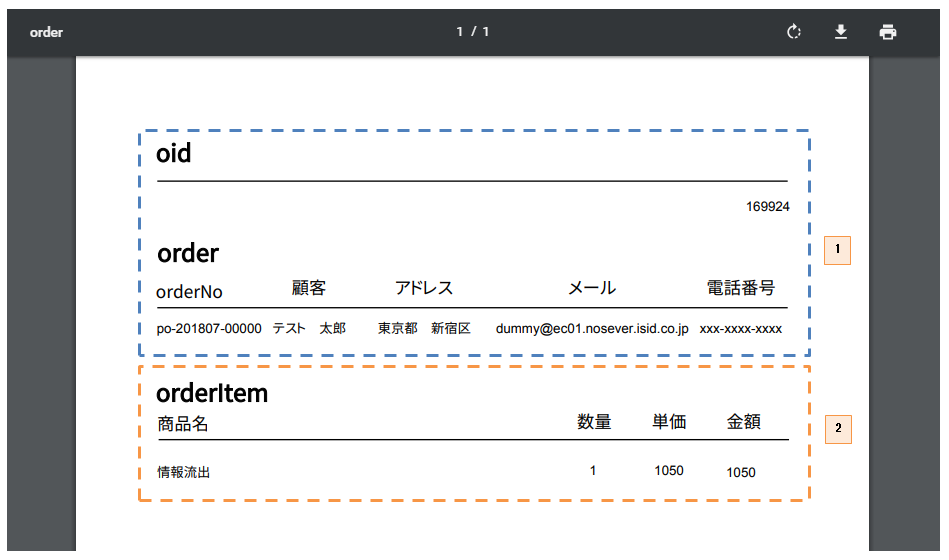 order 1 / 1
oid
169924
1
order
orderNo 顧客 アドレス メール 電話番号
po-201807-00000 テスト 太郎 東京都 新宿区 dummy@ec01.nosever.isid.co.jp xxx-xxxx-xxxx
orderItem
商品名 数量 単価 金額
2
情報流出 1 1050 1050